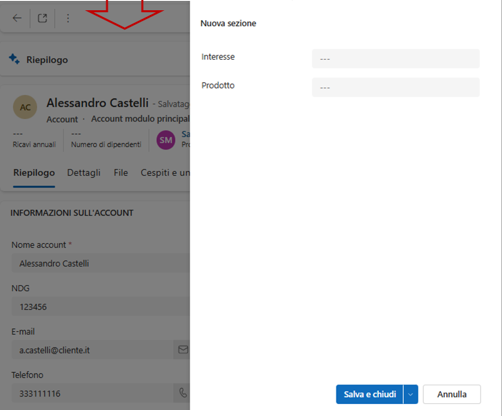 Riepilogo
AC
Alessandro Castelli - Salvatag
Account · Account modulo principal
---
Ricavi annuali
---
Numero di dipendenti
SM
Sa
Pro
Riepilogo
Dettagli
File
Cespiti e un
INFORMAZIONI SULL'ACCOUNT
Nome account *
Alessandro Castelli
NDG
123456
E-mail
a.castelli@cliente.it
Telefono
333111116
Nuova sezione
Interesse
---
Prodotto
---
Salva e chiudi
Annulla